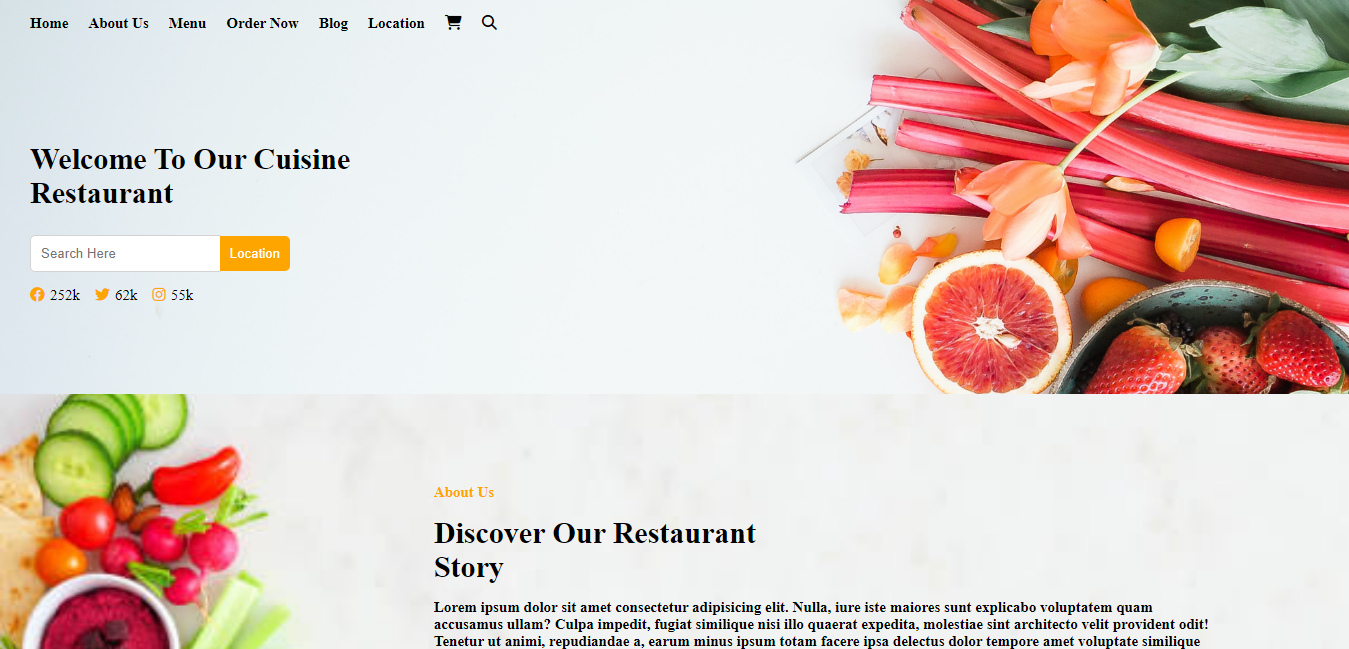 Home About Us Menu Order Now Blog Location
Welcome To Our Cuisine
Restaurant
Search Here Location
252k 62k 55k
About Us
Discover Our Restaurant
Story
Lorem ipsum dolor sit amet consectetur adipisicing elit. Nulla, iure iste maiores sunt explicabo voluptatem quam
accusamus ullam? Culpa impedit, fugiat similique nisi illo quaerat expedita, molestiae sint architecto velit provident odit!
Tenetur ut animi, repudiandae a, earum minus ipsum totam facere ipsa delectus dolor tempore amet voluptate similique